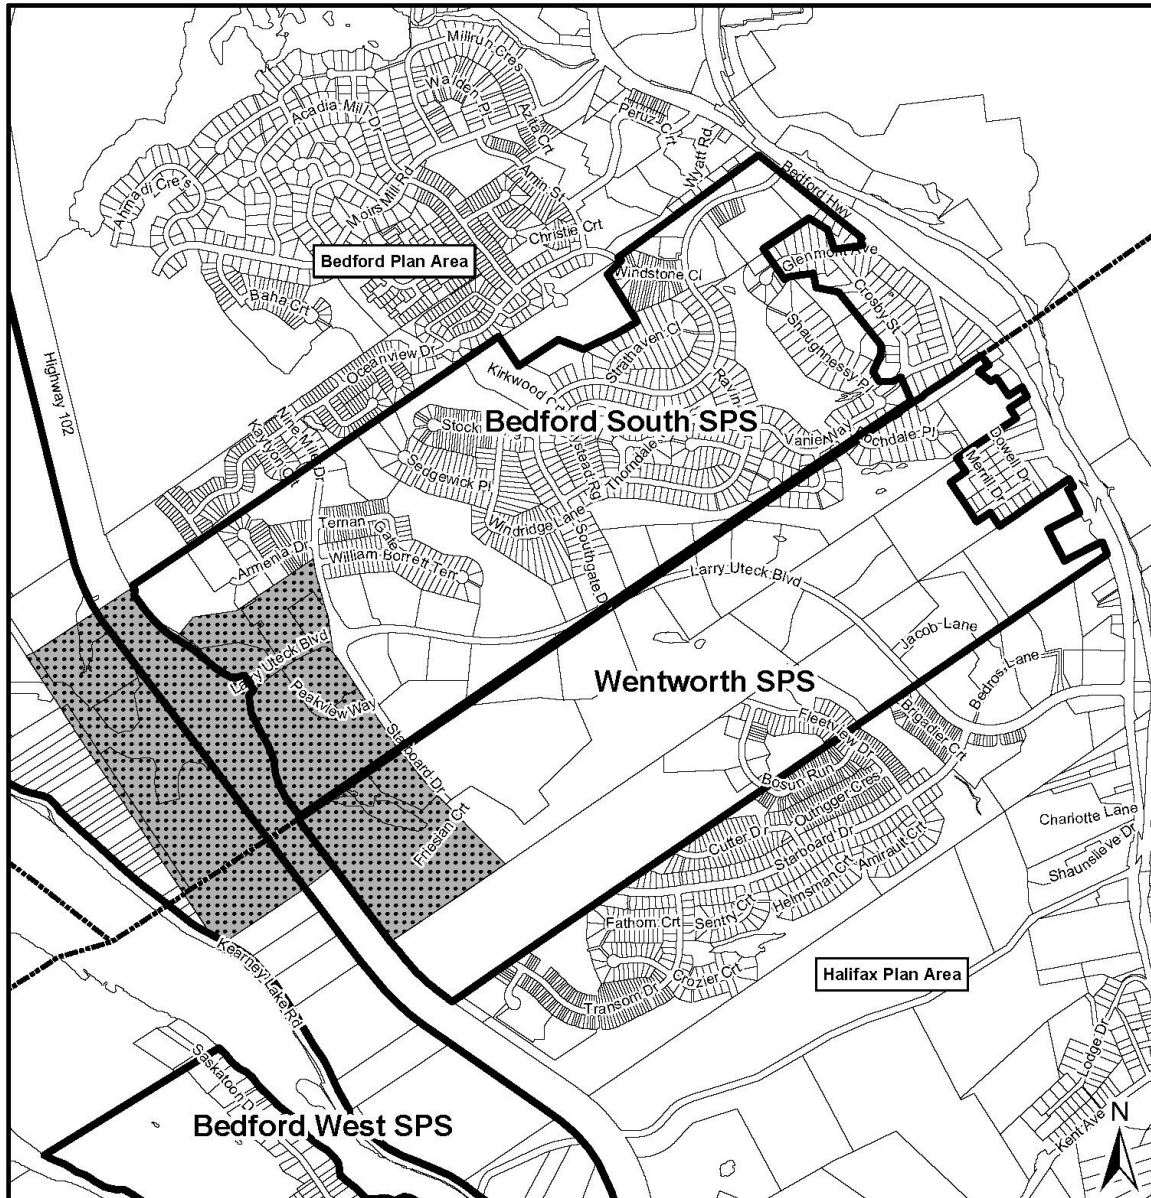 Millrun Cres
Walden Pl
Acadia Mill Dr
Azita Crt
Peruz Crt
Wyatt Rd
Ahmadi Cres
Moirs Mill Rd
Amin St
Christie Crt
Bedford Hwy
Bedford Plan Area
Windstone Cl
Glenmont Ave
Crosby St
Baha Crt
Shaughnessy Pl
Highway 102
Oceanview Dr
Strathaven Cl
Kirkwood
Ravin
Nine Mile Dr
Bedford South SPS
Stock
Vanier Way
Rochdale Pl
Dowell Dr
Merrill Dr
Sedgewick Pl
ystead Rd
Thorndale
Windridge Lane
Southgate Dr
Ternan
Gate
Armenia Dr
William Borrett Terr
Larry Uteck Blvd
Larry Uteck Blvd
Jacob Lane
Bedros Lane
Peakview Way
Wentworth SPS
Starboard Dr
Fleetview Dr
Brigadier Crt
Bosun Run
Outrigger Cres
Friesian Crt
Cutter Dr
Starboard Dr
Charlotte Lane
Shaunslieve Dr
Helmsman Crt
Amirault Crt
Fathom Crt
Sentry Crt
Kearney Lake Rd
Crozier Crt
Transom Dr
Halifax Plan Area
Saskatoon D
Lodge Dr
Bedford West SPS
Kent Ave
N